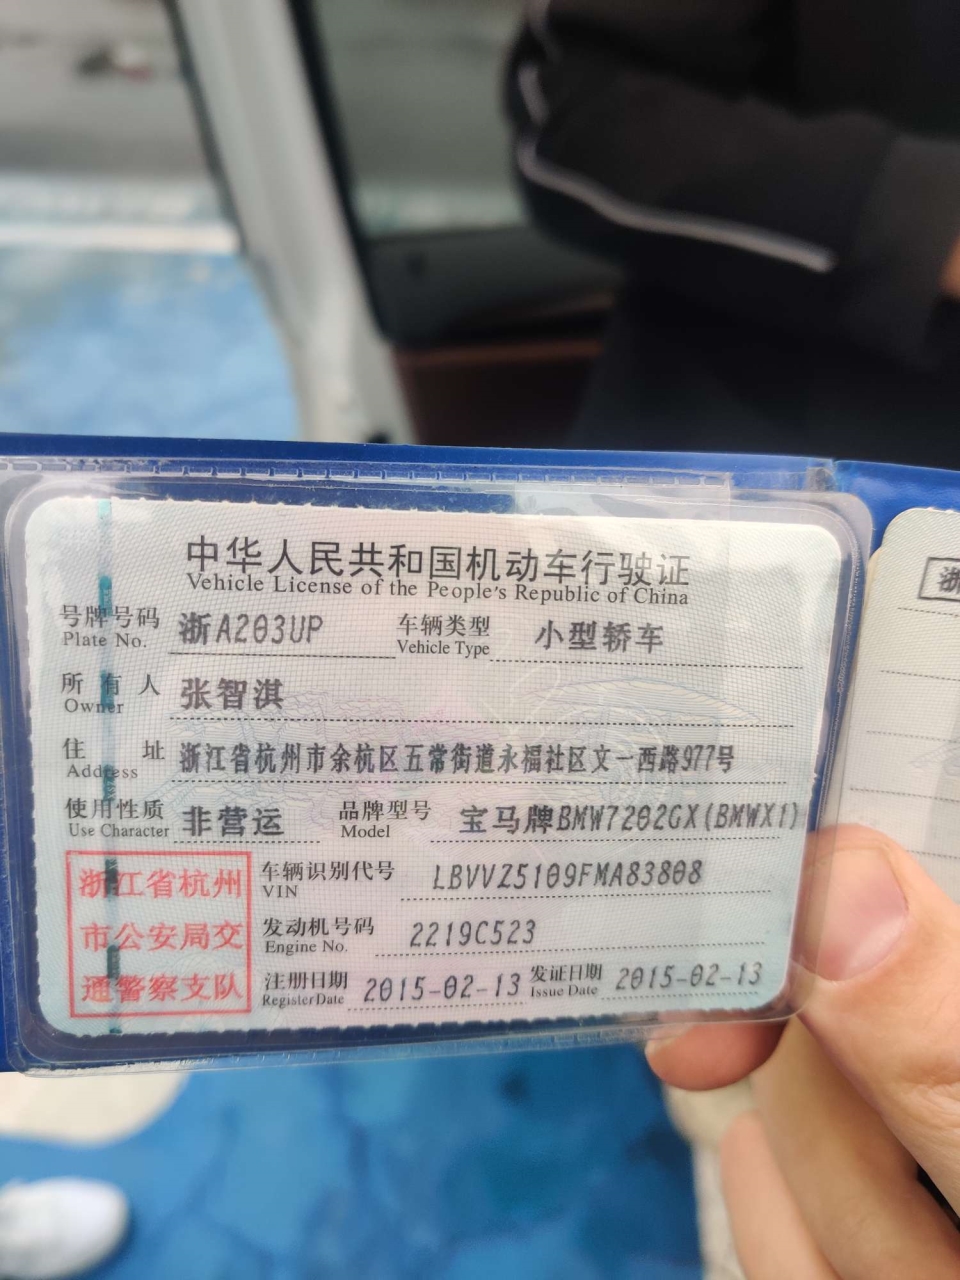 中华人民共和国机动车行驶证
Vehicle License of the People's Republic of China
号牌号码 浙A203UP 车辆类型 小型轿车
Plate No. Vehicle Type
所有人 张智淇
Owner
住址 浙江省杭州市余杭区五常街道永福社区文一西路977号
Address
使用性质 非营运 品牌型号 宝马牌BMW7202GX(BMWX1)
Use Character Model
浙江省杭州
市公安局交
通警察支队
车辆识别代号 LBVVZ5109FMA83808
VIN
发动机号码 2219C523
Engine No.
注册日期 2015-02-13 发证日期 2015-02-13
Register Date Issue Date
浙